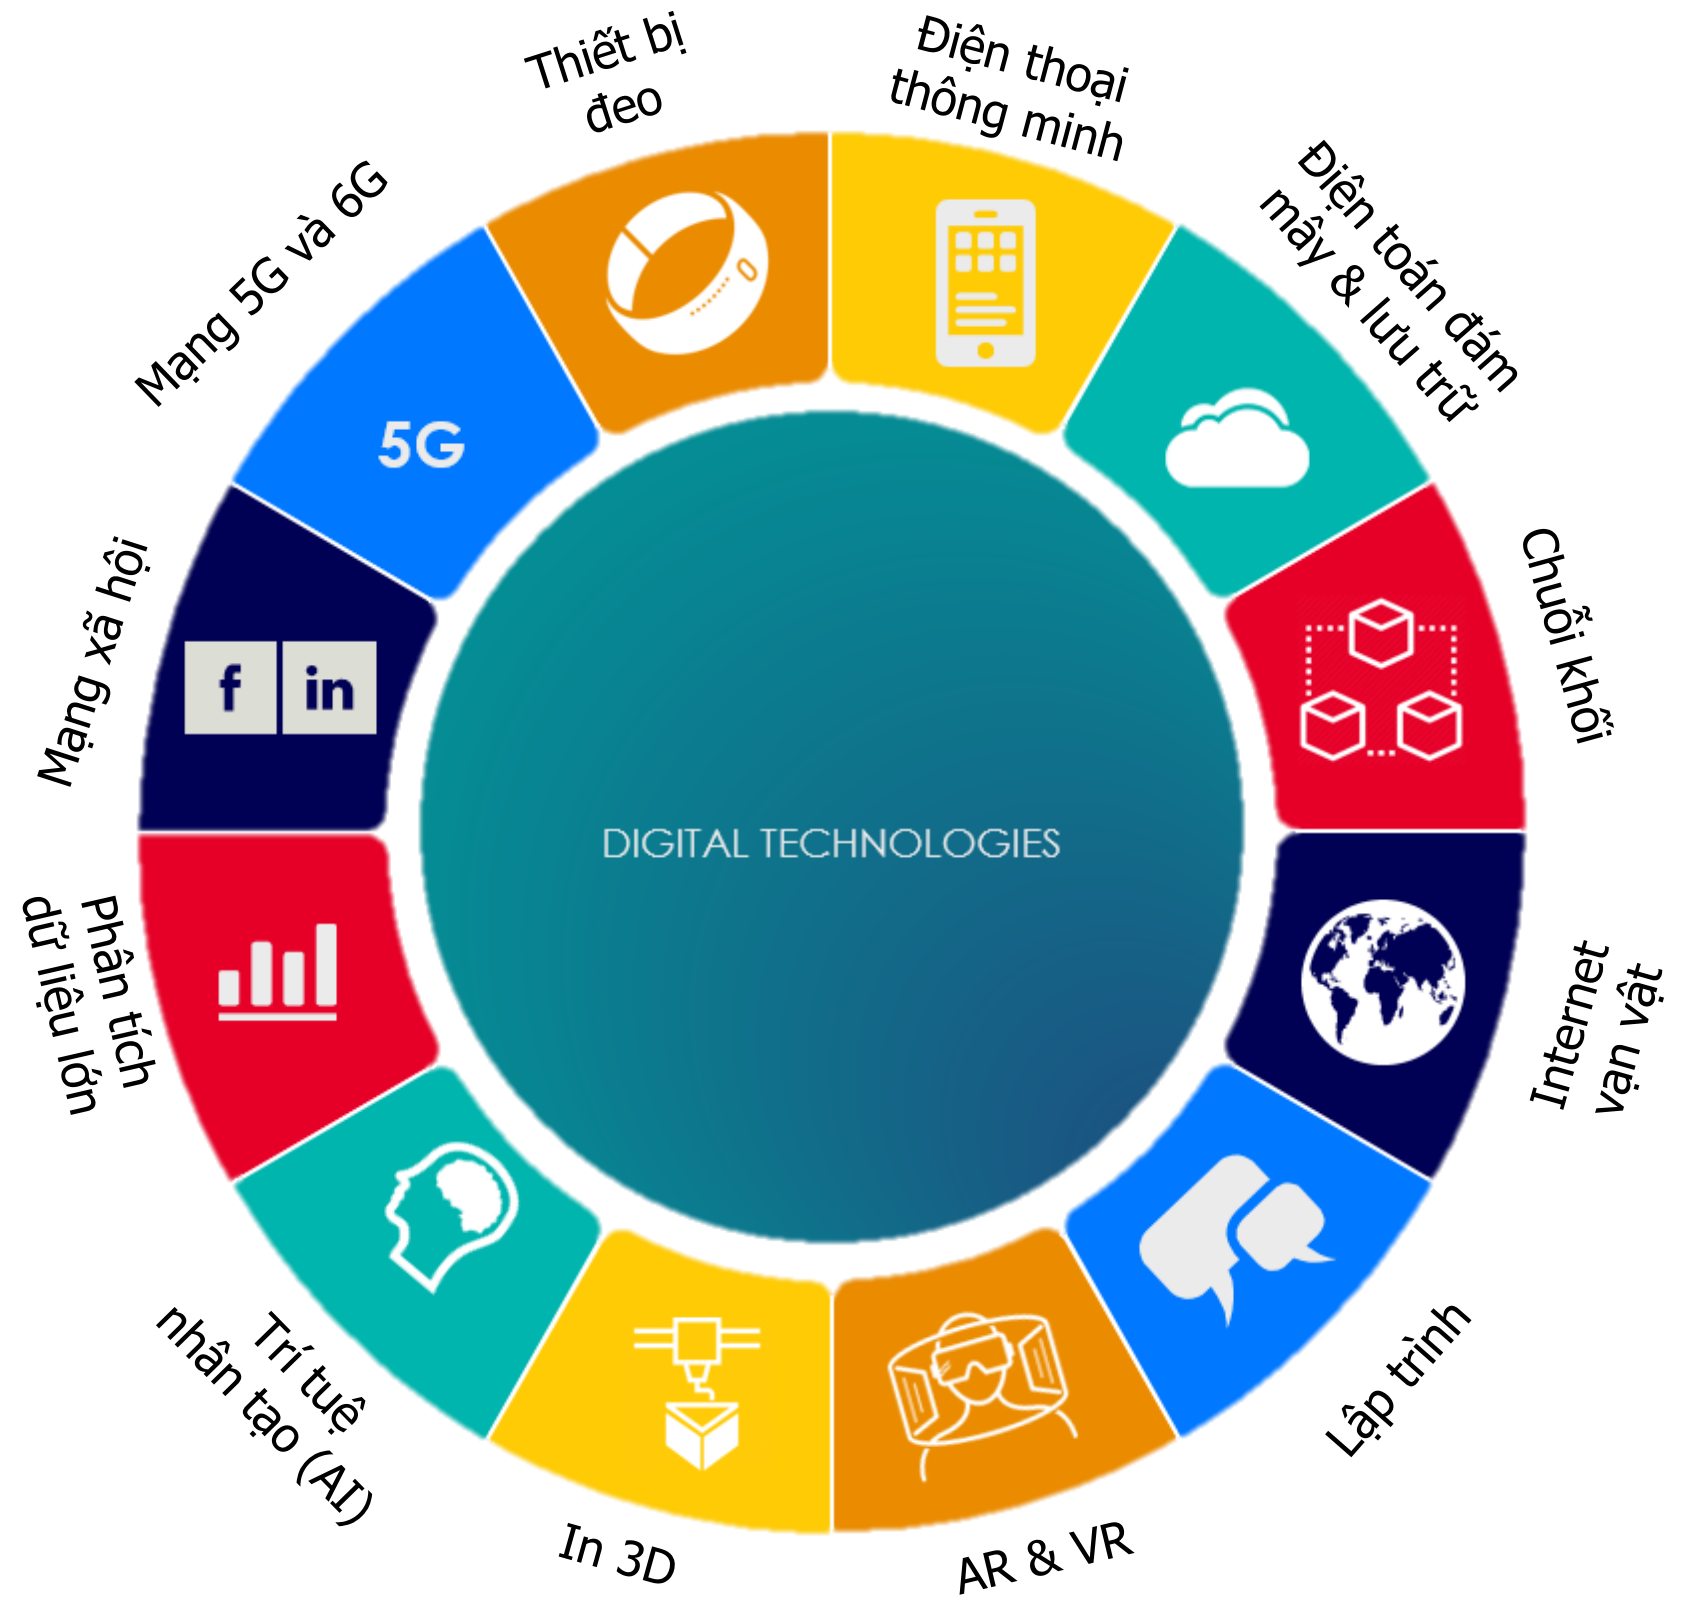 Thiết bị
đeo
Điện thoại
thông minh
Điện toán đám
mây & lưu trữ
Chuỗi khối
Internet
vạn vật
Lập trình
AR & VR
In 3D
Trí tuệ
nhân tạo (AI)
Phân tích
dữ liệu lớn
Mạng xã hội
Mạng 5G và 6G
5G
f in
DIGITAL TECHNOLOGIES